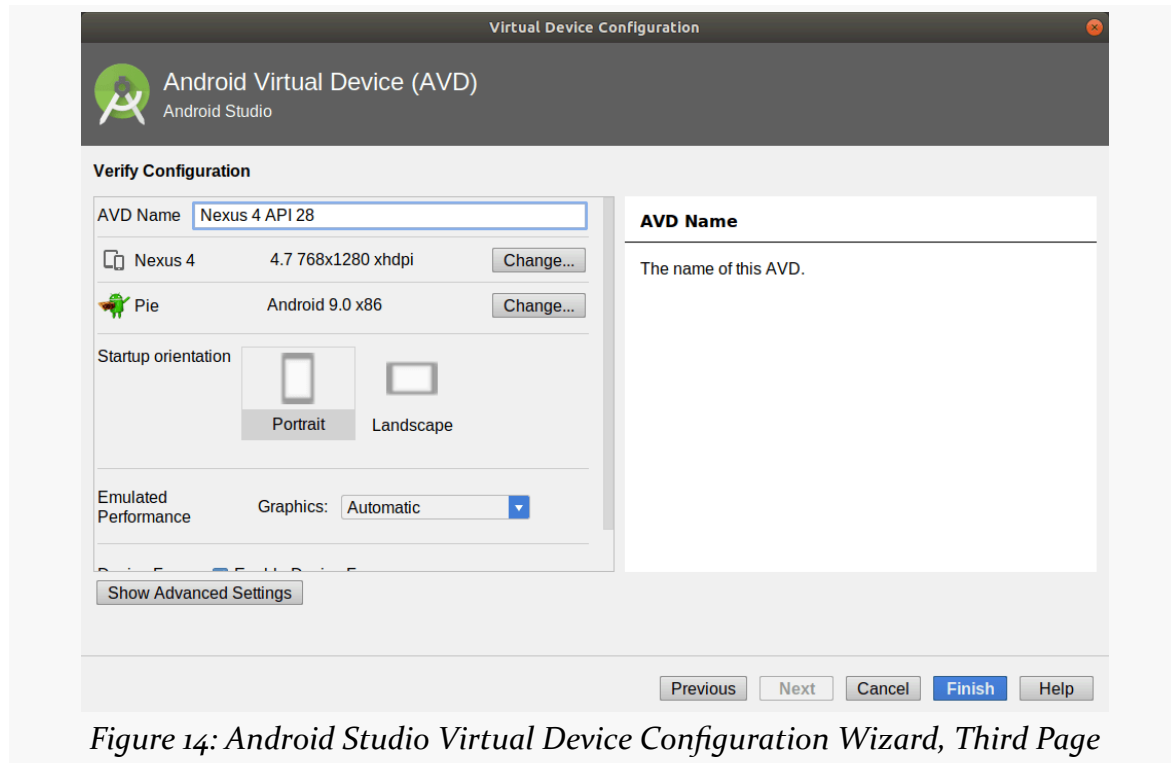 Virtual Device Configuration
Android Virtual Device (AVD)
Android Studio
Verify Configuration
AVD Name Nexus 4 API 28
Nexus 4 4.7 768x1280 xhdpi Change...
Pie Android 9.0 x86 Change...
Startup orientation
Portrait Landscape
Emulated
Performance Graphics: Automatic
Show Advanced Settings
AVD Name
The name of this AVD.
Previous Next Cancel Finish Help
Figure 14: Android Studio Virtual Device Configuration Wizard, Third Page